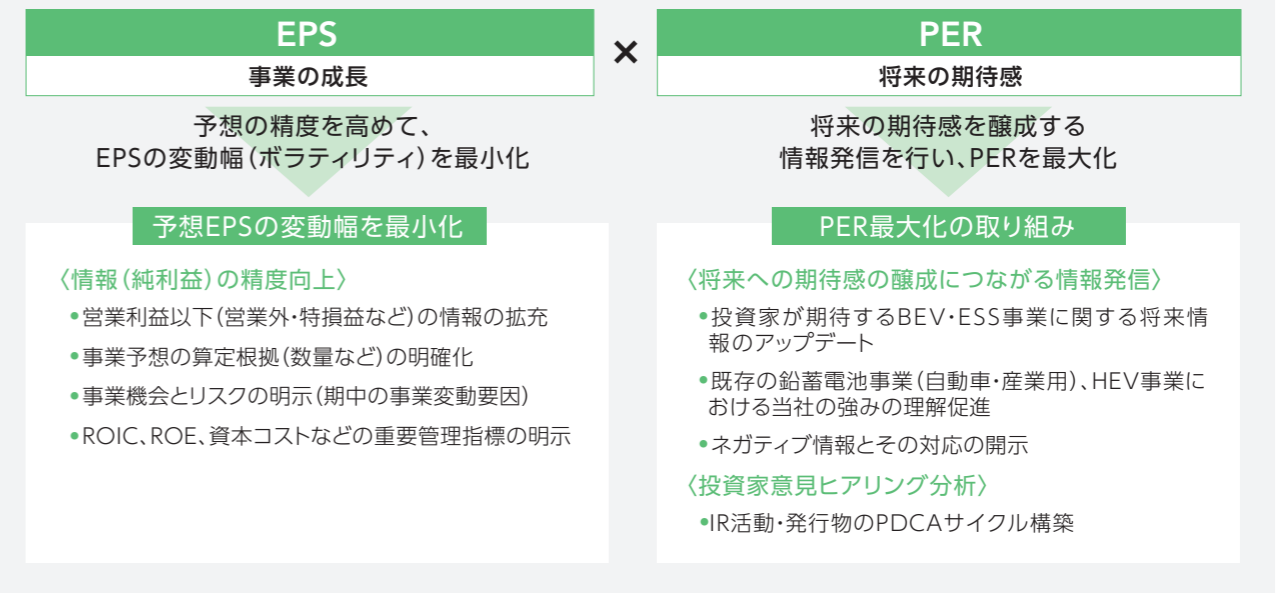 EPS
事業の成長
予想の精度を高めて、
EPSの変動幅（ボラティリティ）を最小化
予想EPSの変動幅を最小化
〈情報（純利益）の精度向上〉
•営業利益以下（営業外・特損益など）の情報の拡充
•事業予想の算定根拠（数量など）の明確化
•事業機会とリスクの明示（期中の事業変動要因）
•ROIC、ROE、資本コストなどの重要管理指標の明示
×
PER
将来の期待感
将来の期待感を醸成する
情報発信を行い、PERを最大化
PER最大化の取り組み
〈将来への期待感の醸成につながる情報発信〉
•投資家が期待するBEV・ESS事業に関する将来情
報のアップデート
•既存の鉛蓄電池事業（自動車・産業用）、HEV事業に
おける当社の強みの理解促進
•ネガティブ情報とその対応の開示
〈投資家意見ヒアリング分析〉
•IR活動・発行物のPDCAサイクル構築